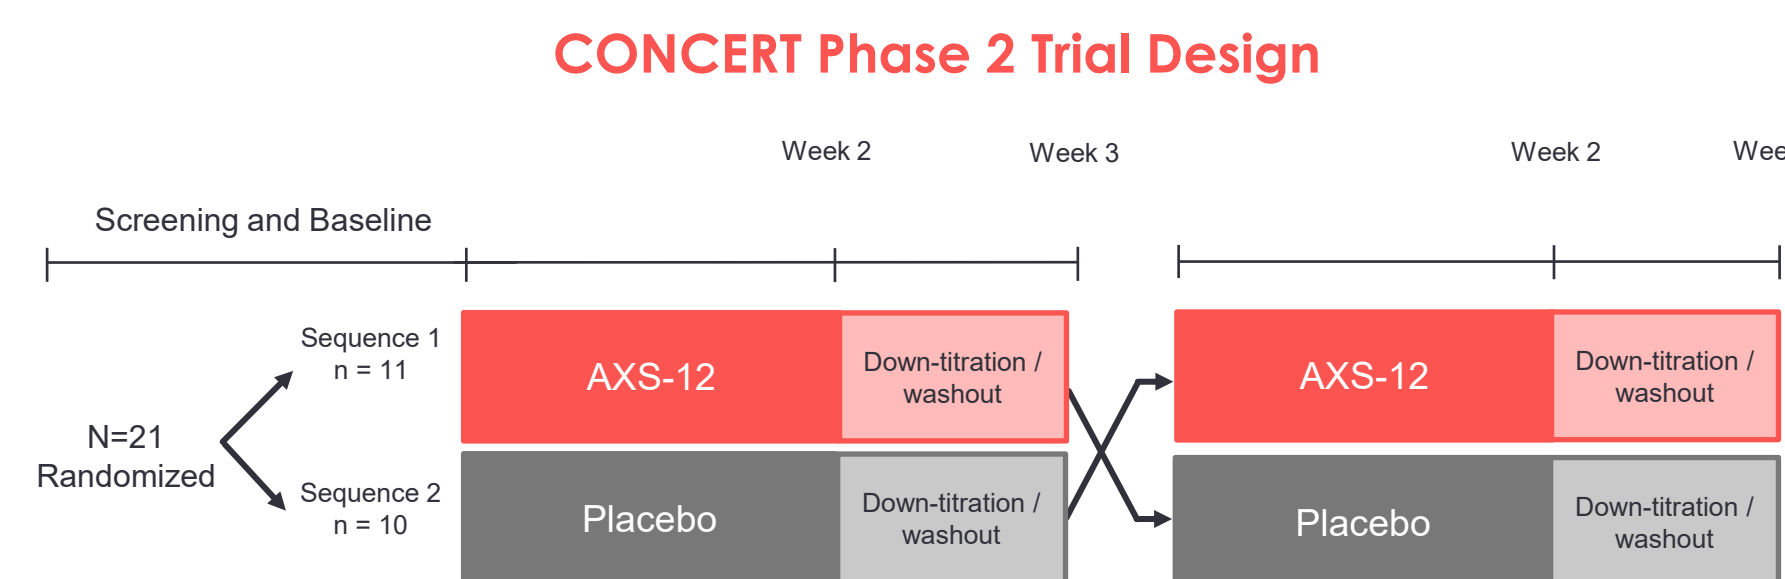 CONCERT Phase 2 Trial Design
Week 2
Week 3
Week 2
Screening and Baseline
Sequence 1
n = 11
AXS-12
Down-titration /
washout
AXS-12
Down-titration /
washout
N=21
Randomized
Sequence 2
n = 10
Placebo
Down-titration /
washout
Placebo
Down-titration /
washout